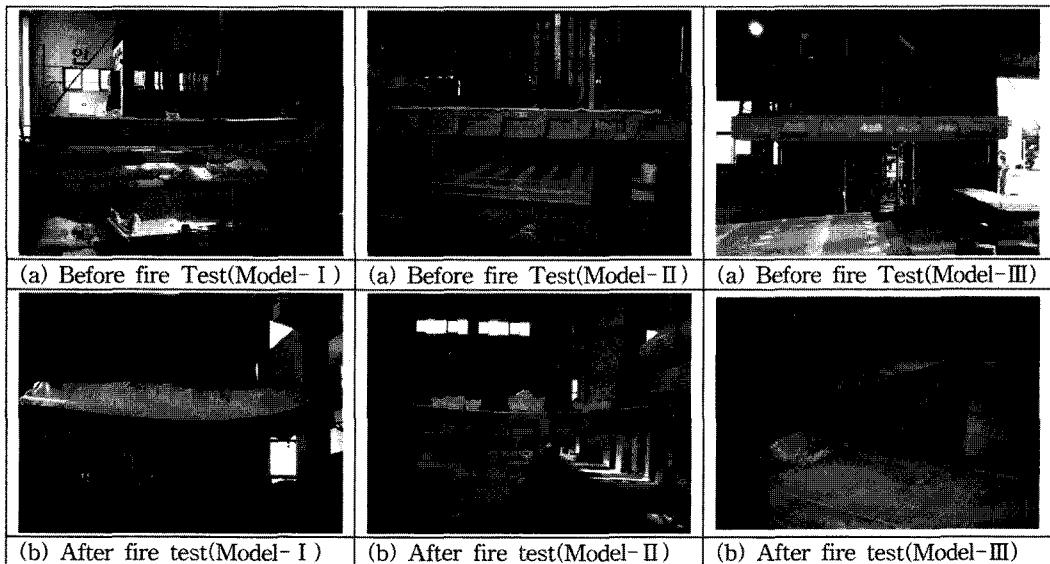 (a) Before fire Test(Model-Ⅰ)
(a) Before fire Test(Model-Ⅱ)
(a) Before fire Test(Model-Ⅲ)
(b) After fire test(Model-Ⅰ)
(b) After fire test(Model-Ⅱ)
(b) After fire test(Model-Ⅲ)